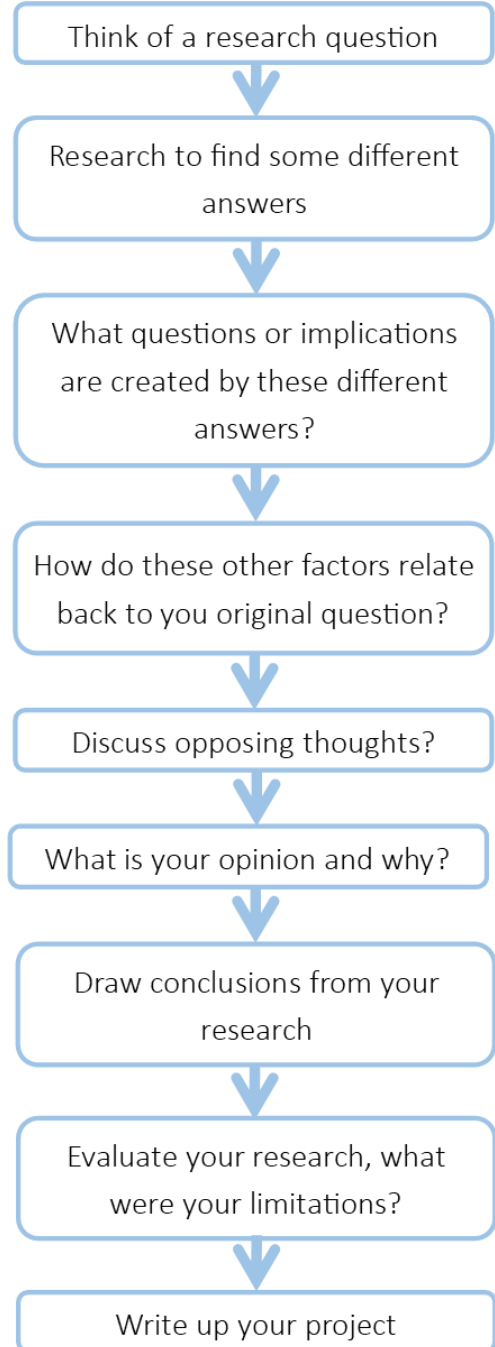 Think of a research question
Research to find some different
answers
What questions or implications
are created by these different
answers?
How do these other factors relate
back to you original question?
Discuss opposing thoughts?
What is your opinion and why?
Draw conclusions from your
research
Evaluate your research, what
were your limitations?
Write up your project